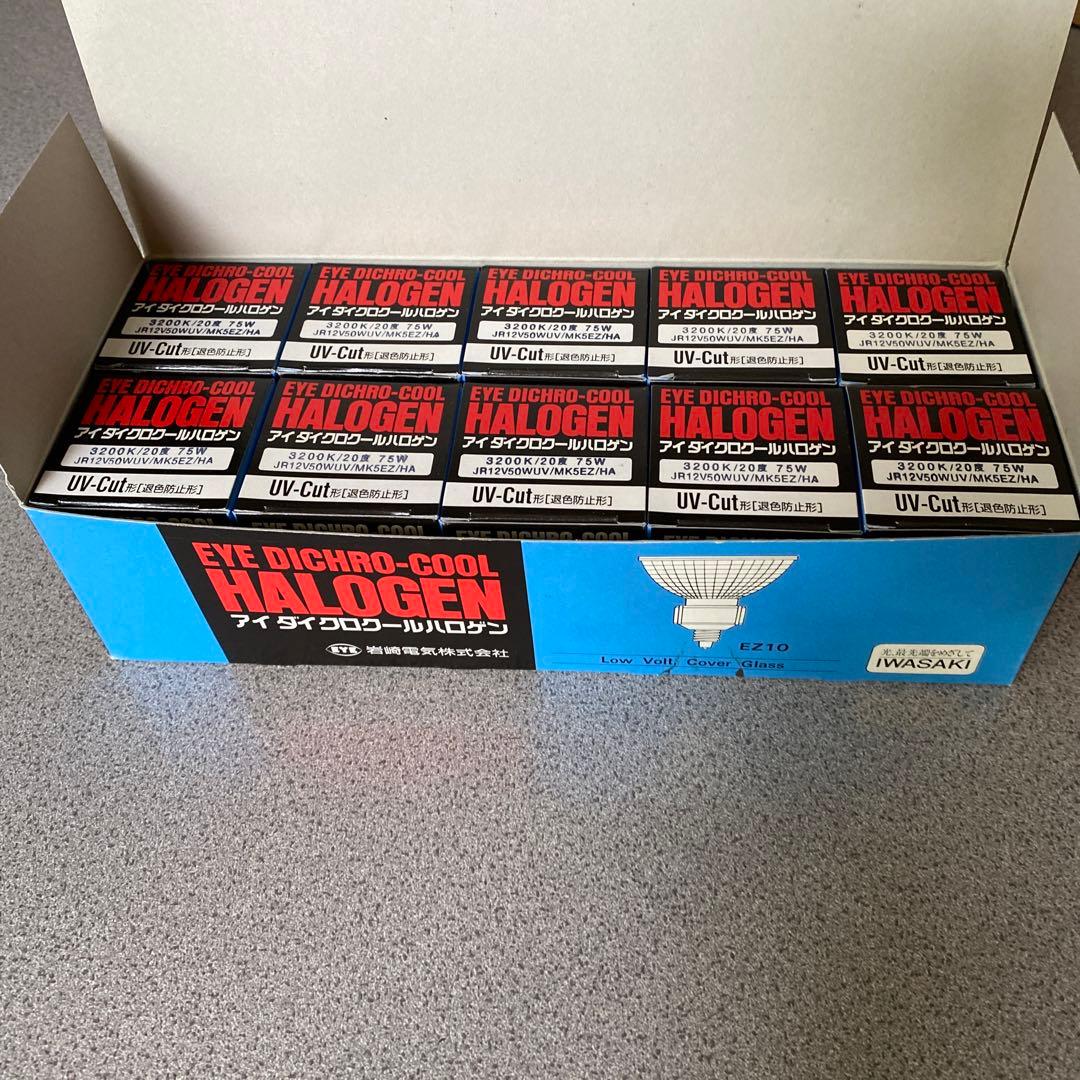 EYE DICHRO-COOL
HALOGEN
アイ ダイクロクールハロゲン
3200K/20度 75W
JR12V50WUV/MK5EZ/HA
UV-Cut形[退色防止形]
EYE DICHRO-COOL
HALOGEN
アイ ダイクロクールハロゲン
3200K/20度 75W
JR12V50WUV/MK5EZ/HA
UV-Cut形[退色防止形]
EYE DICHRO-COOL
HALOGEN
アイ ダイクロクールハロゲン
3200K/20度 75W
JR12V50WUV/MK5EZ/HA
UV-Cut形[退色防止形]
EYE DICHRO-COOL
HALOGEN
アイ ダイクロクールハロゲン
3200K/20度 75W
JR12V50WUV/MK5EZ/HA
UV-Cut形[退色防止形]
EYE DICHRO-COOL
HALOGEN
アイ ダイクロクールハロゲン
3200K/20度 75W
JR12V50WUV/MK5EZ/HA
UV-Cut形[退色防止形]
EYE DICHRO-COOL
HALOGEN
アイ ダイクロクールハロゲン
3200K/20度 75W
JR12V50WUV/MK5EZ/HA
UV-Cut形[退色防止形]
EYE DICHRO-COOL
HALOGEN
アイ ダイクロクールハロゲン
3200K/20度 75W
JR12V50WUV/MK5EZ/HA
UV-Cut形[退色防止形]
EYE DICHRO-COOL
HALOGEN
アイ ダイクロクールハロゲン
3200K/20度 75W
JR12V50WUV/MK5EZ/HA
UV-Cut形[退色防止形]
EYE DICHRO-COOL
HALOGEN
アイ ダイクロクールハロゲン
3200K/20度 75W
JR12V50WUV/MK5EZ/HA
UV-Cut形[退色防止形]
EYE DICHRO-COOL
HALOGEN
アイ ダイクロクールハロゲン
3200K/20度 75W
JR12V50WUV/MK5EZ/HA
UV-Cut形[退色防止形]
EYE DICHRO-COOL
HALOGEN
アイ ダイクロクールハロゲン
EYE 岩崎電気株式会社
EZ10
Low Volt Cover Glass
光、最先端をめざして
IWASAKI